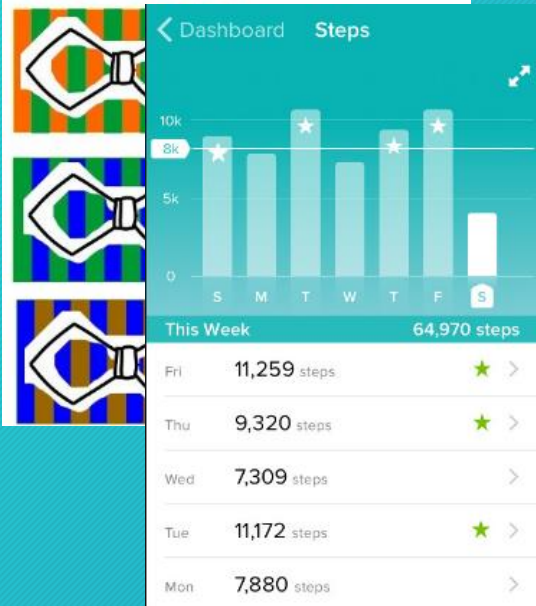 Dashboard Steps
10k
8k
5k
0
S M T W T F S
This Week 64,970 steps
Fri 11,259 steps
Thu 9,320 steps
Wed 7,309 steps
Tue 11,172 steps
Mon 7,880 steps